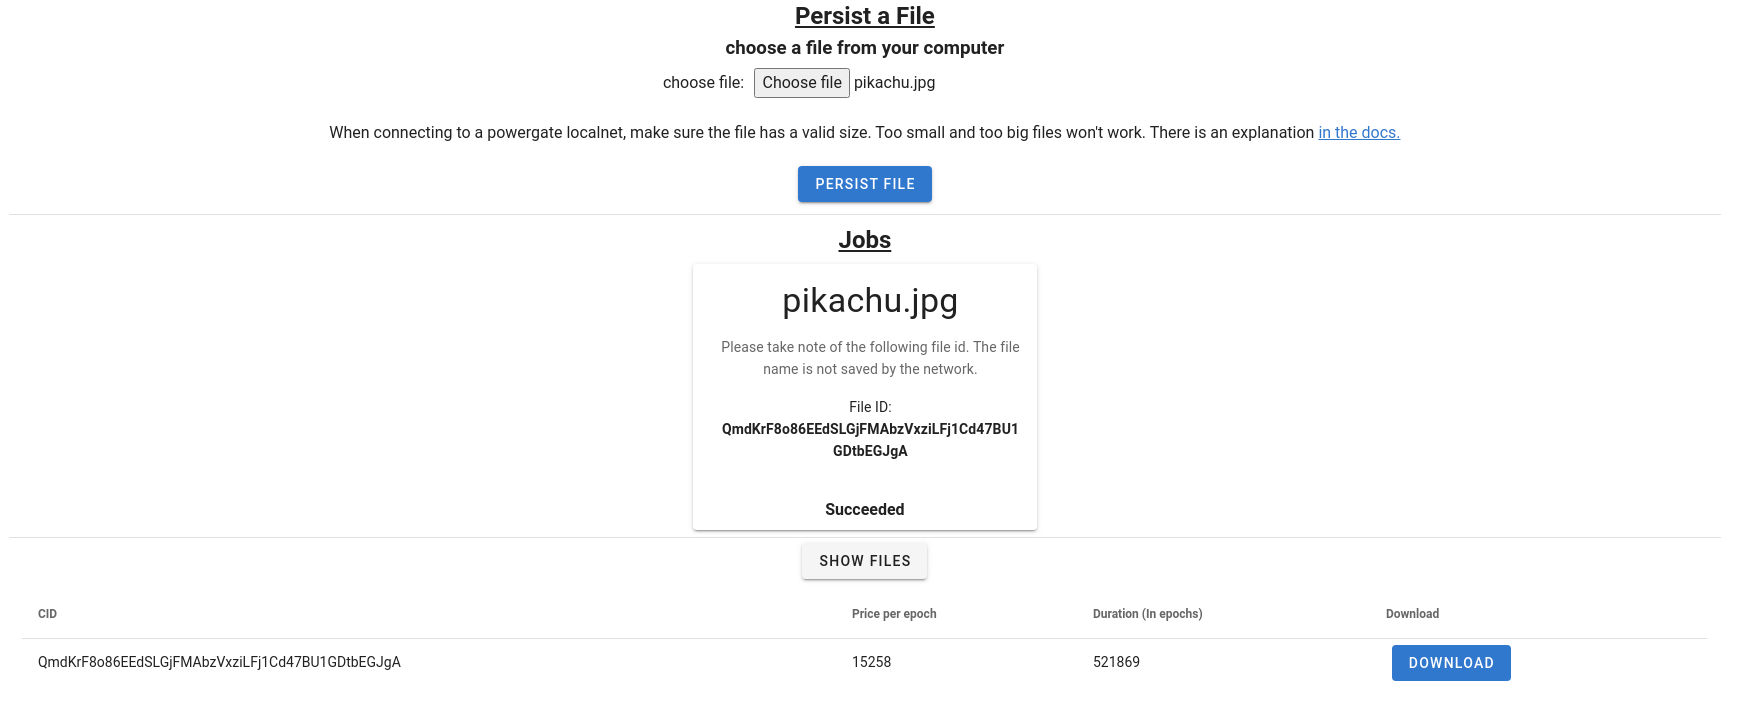 Persist a File
choose a file from your computer
choose file: Choose file pikachu.jpg
When connecting to a powergate localnet, make sure the file has a valid size. Too small and too big files won't work. There is an explanation in the docs.
PERSIST FILE
Jobs
pikachu.jpg
Please take note of the following file id. The file
name is not saved by the network.
File ID:
QmdKrF8o86EEdSLGjFMAbzVxziLFj1Cd47BU1
GDtbEGJgA
Succeeded
SHOW FILES
CID Price per epoch Duration (In epochs) Download
QmdKrF8o86EEdSLGjFMAbzVxziLFj1Cd47BU1GDtbEGJgA 15258 521869 DOWNLOAD